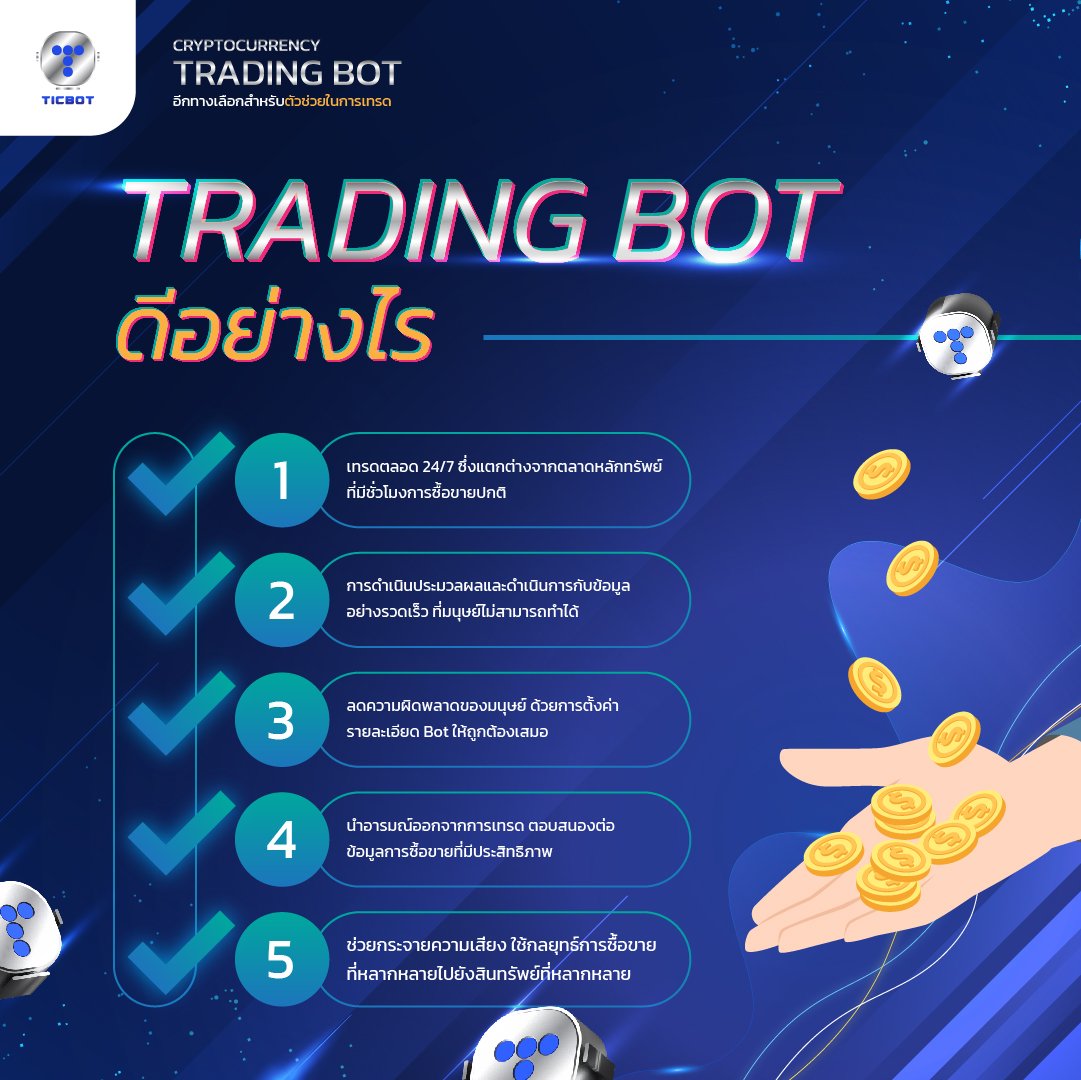 TICBOT
CRYPTOCURRENCY
TRADING BOT
อีกทางเลือกสำหรับตัวช่วยในการเทรด
TRADING BOT
ดีอย่างไร
1
เทรดตลอด 24/7 ซึ่งแตกต่างจากตลาดหลักทรัพย์
ที่มีชั่วโมงการซื้อขายปกติ
2
การดำเนินประมวลผลและดำเนินการกับข้อมูล
อย่างรวดเร็ว ที่มนุษย์ไม่สามารถทำได้
3
ลดความผิดพลาดของมนุษย์ ด้วยการตั้งค่า
รายละเอียด Bot ให้ถูกต้องเสมอ
4
นำอารมณ์ออกจากการเทรด ตอบสนองต่อ
ข้อมูลการซื้อขายที่มีประสิทธิภาพ
5
ช่วยกระจายความเสี่ยง ใช้กลยุทธ์การซื้อขาย
ที่หลากหลายไปยังสินทรัพย์ที่หลากหลาย